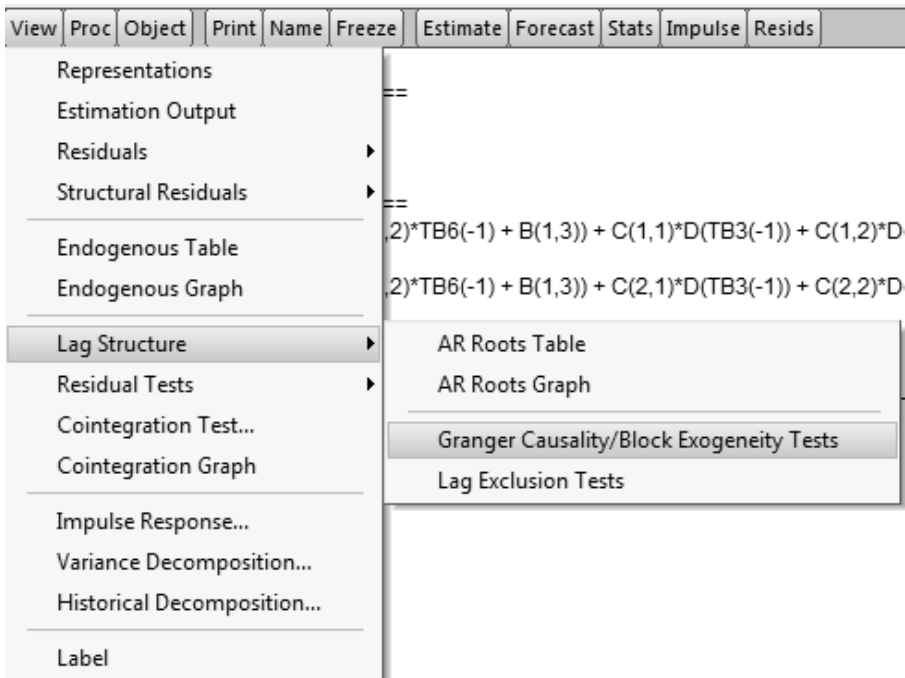 View Proc Object Print Name Freeze Estimate Forecast Stats Impulse Resids
Representations
==
Estimation Output
Residuals
Structural Residuals
==
,2)*TB6(-1) + B(1,3)) + C(1,1)*D(TB3(-1)) + C(1,2)*D
Endogenous Table
Endogenous Graph
,2)*TB6(-1) + B(1,3)) + C(2,1)*D(TB3(-1)) + C(2,2)*D
Lag Structure
AR Roots Table
Residual Tests
AR Roots Graph
Cointegration Test...
Granger Causality/Block Exogeneity Tests
Cointegration Graph
Lag Exclusion Tests
Impulse Response...
Variance Decomposition...
Historical Decomposition...
Label